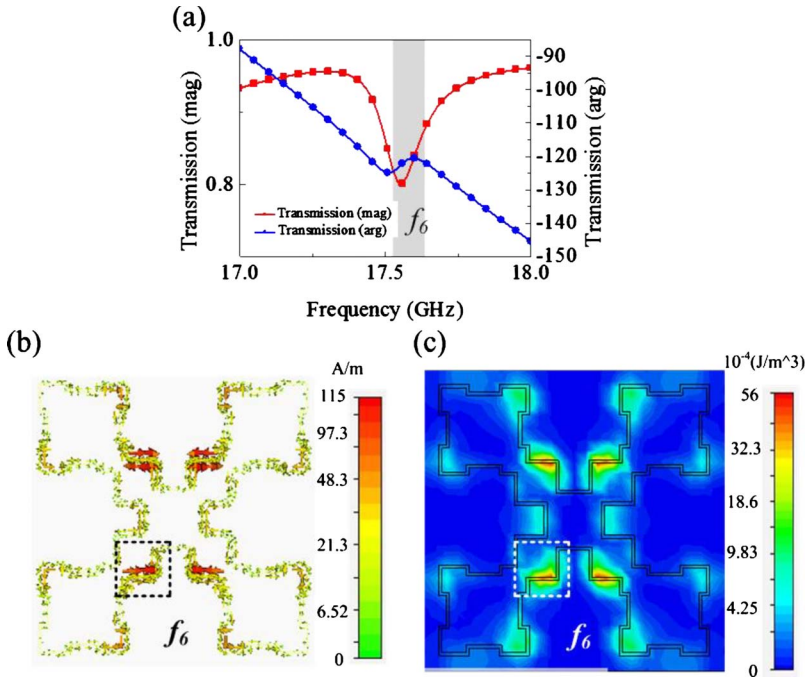 (a)
1.0
0.8
Transmission (mag)
-90
-100
-110
-120
-130
-140
-150
Transmission (arg)
Transmission (mag)
Transmission (arg)
f6
17.0
17.5
18.0
Frequency (GHz)
(b)
A/m
115
97.3
48.3
21.3
6.52
0
f6
(c)
10-4(J/m^3)
56
32.3
18.6
9.83
4.25
0
f6